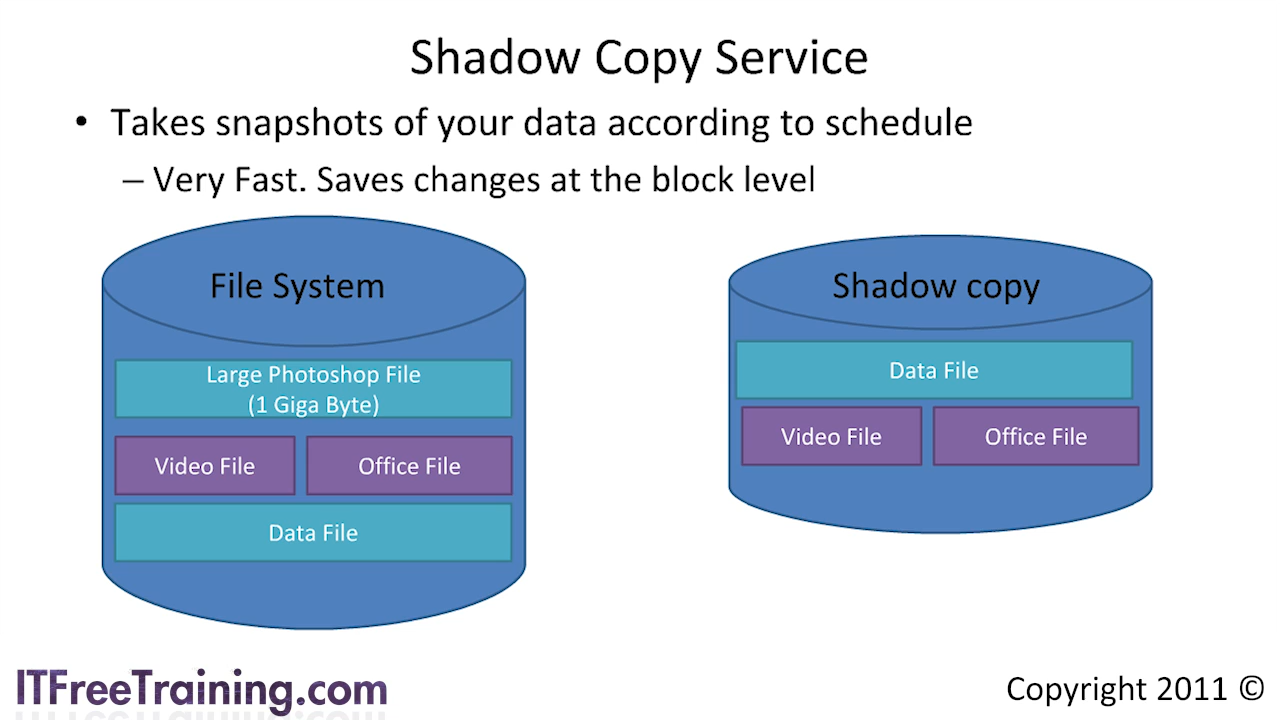 Shadow Copy Service
• Takes snapshots of your data according to schedule
– Very Fast. Saves changes at the block level
File System
Large Photoshop File
(1 Giga Byte)
Video File
Office File
Data File
Shadow copy
Data File
Video File
Office File
ITFreeTraining.com
Copyright 2011 ©